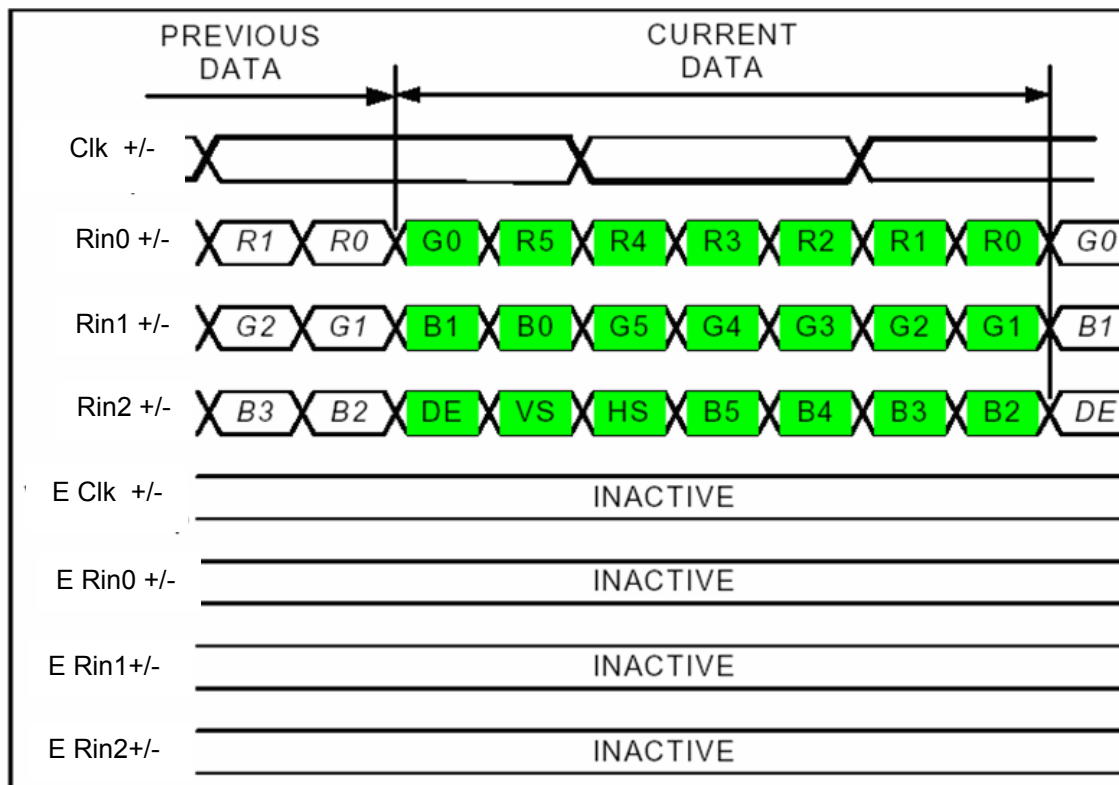 PREVIOUS
DATA
CURRENT
DATA
Clk +/-
Rin0 +/- R1 R0 G0 R5 R4 R3 R2 R1 R0 G0
Rin1 +/- G2 G1 B1 B0 G5 G4 G3 G2 G1 B1
Rin2 +/- B3 B2 DE VS HS B5 B4 B3 B2 DE
E Clk +/- INACTIVE
E Rin0 +/- INACTIVE
E Rin1+/- INACTIVE
E Rin2+/- INACTIVE